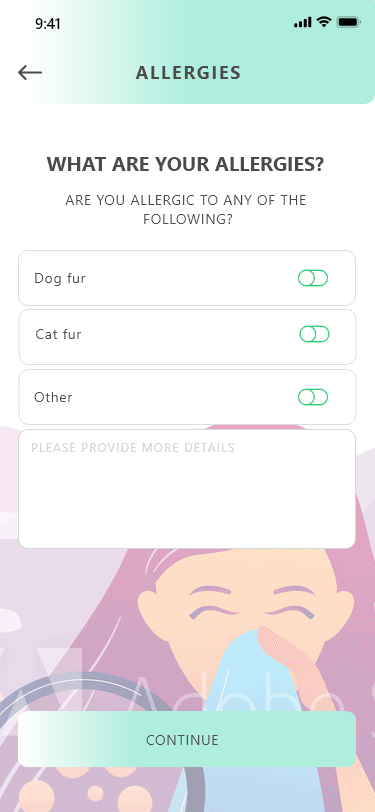 9:41
ALLERGIES
WHAT ARE YOUR ALLERGIES?
ARE YOU ALLERGIC TO ANY OF THE
FOLLOWING?
Dog fur
Cat fur
Other
PLEASE PROVIDE MORE DETAILS
Adobe S
CONTINUE